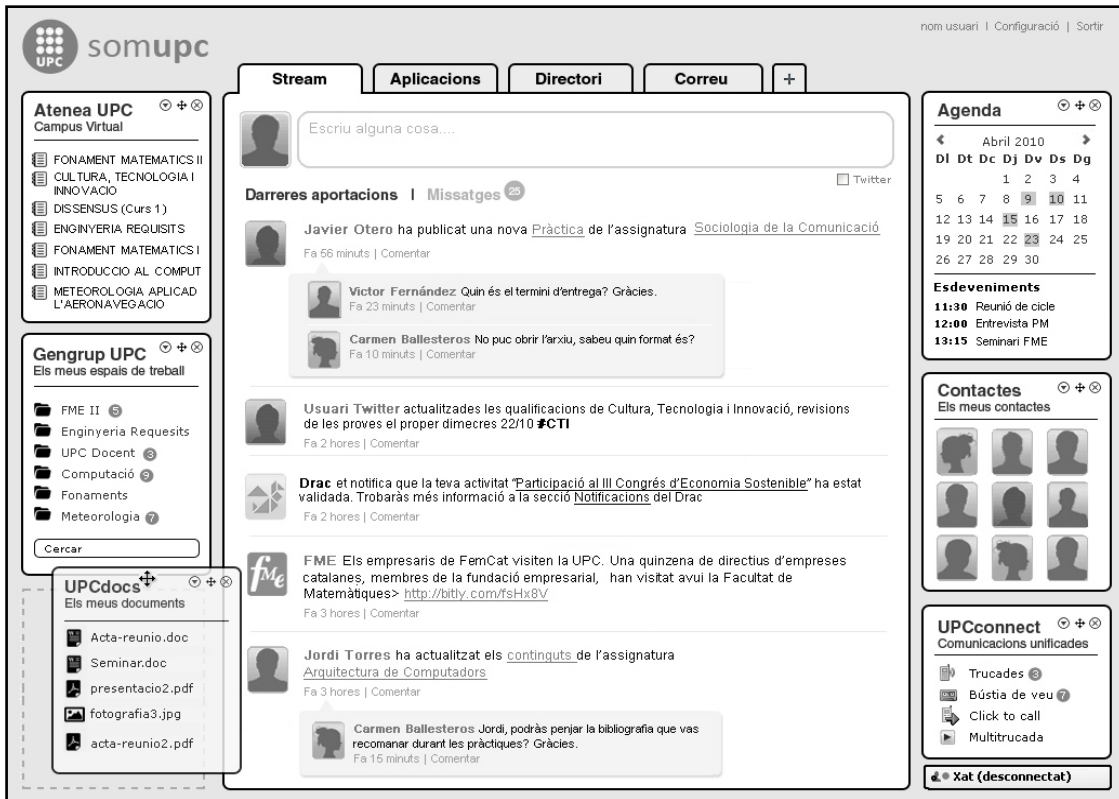 UPC
somupc
nom usuari | Configuració | Sortir
Stream
Aplicacions
Directori
Correu
+
Atenea UPC
Campus Virtual
FONAMENT MATEMATICS II
CULTURA, TECNOLOGIA I
INNOVACIO
DISSENSUS (Curs 1)
ENGINYERIA REQUISITS
FONAMENT MATEMATICS I
INTRODUCCIO AL COMPUT
METEOROLOGIA APLICAD
L'AERONAVEGACIO
Gengrup UPC
Els meus espais de treball
FME II 5
Enginyeria Requesits
UPC Docent 3
Computació 9
Fonaments
Meteorologia 7
Cercar
UPCdocs
Els meus documents
Acta-reunio.doc
Seminar.doc
presentacio2.pdf
fotografia3.jpg
acta-reunio2.pdf
Escriu alguna cosa....
Twitter
Darreres aportacions | Missatges 25
Javier Otero ha publicat una nova Pràctica de l'assignatura Sociologia de la Comunicació
Fa 56 minuts | Comentar
Victor Fernández Quin és el termini d'entrega? Gràcies.
Fa 23 minuts | Comentar
Carmen Ballesteros No puc obrir l'arxiu, sabeu quin format és?
Fa 10 minuts | Comentar
Usuari Twitter actualitzades les qualificacions de Cultura, Tecnologia i Innovació, revisions
de les proves el proper dimecres 22/10 #CTI
Fa 2 hores | Comentar
Drac et notifica que la teva activitat "Participació al III Congrés d'Economia Sostenible" ha estat
validada. Trobaràs més informació a la secció Notificacions del Drac
Fa 2 hores | Comentar
fMe
FME Els empresaris de FemCat visiten la UPC. Una quinzena de directius d'empreses
catalanes, membres de la fundació empresarial, han visitat avui la Facultat de
Matemàtiques> http://bitly.com/fsHx8V
Fa 3 hores | Comentar
Jordi Torres ha actualitzat els continguts de l'assignatura
Arquitectura de Computadors
Fa 3 hores | Comentar
Carmen Ballesteros Jordi, podràs penjar la bibliografia que vas
recomanar durant les pràctiques? Gràcies.
Fa 15 minuts | Comentar
Agenda
Abril 2010
Dl Dt Dc Dj Dv Ds Dg
1 2 3 4
5 6 7 8 9 10 11
12 13 14 15 16 17 18
19 20 21 22 23 24 25
26 27 28 29 30
Esdeveniments
11:30 Reunió de cicle
12:00 Entrevista PM
13:15 Seminari FME
Contactes
Els meus contactes
UPCconnect
Comunicacions unificades
Trucades 3
Bústia de veu 7
Click to call
Multitrucada
Xat (desconnectat)